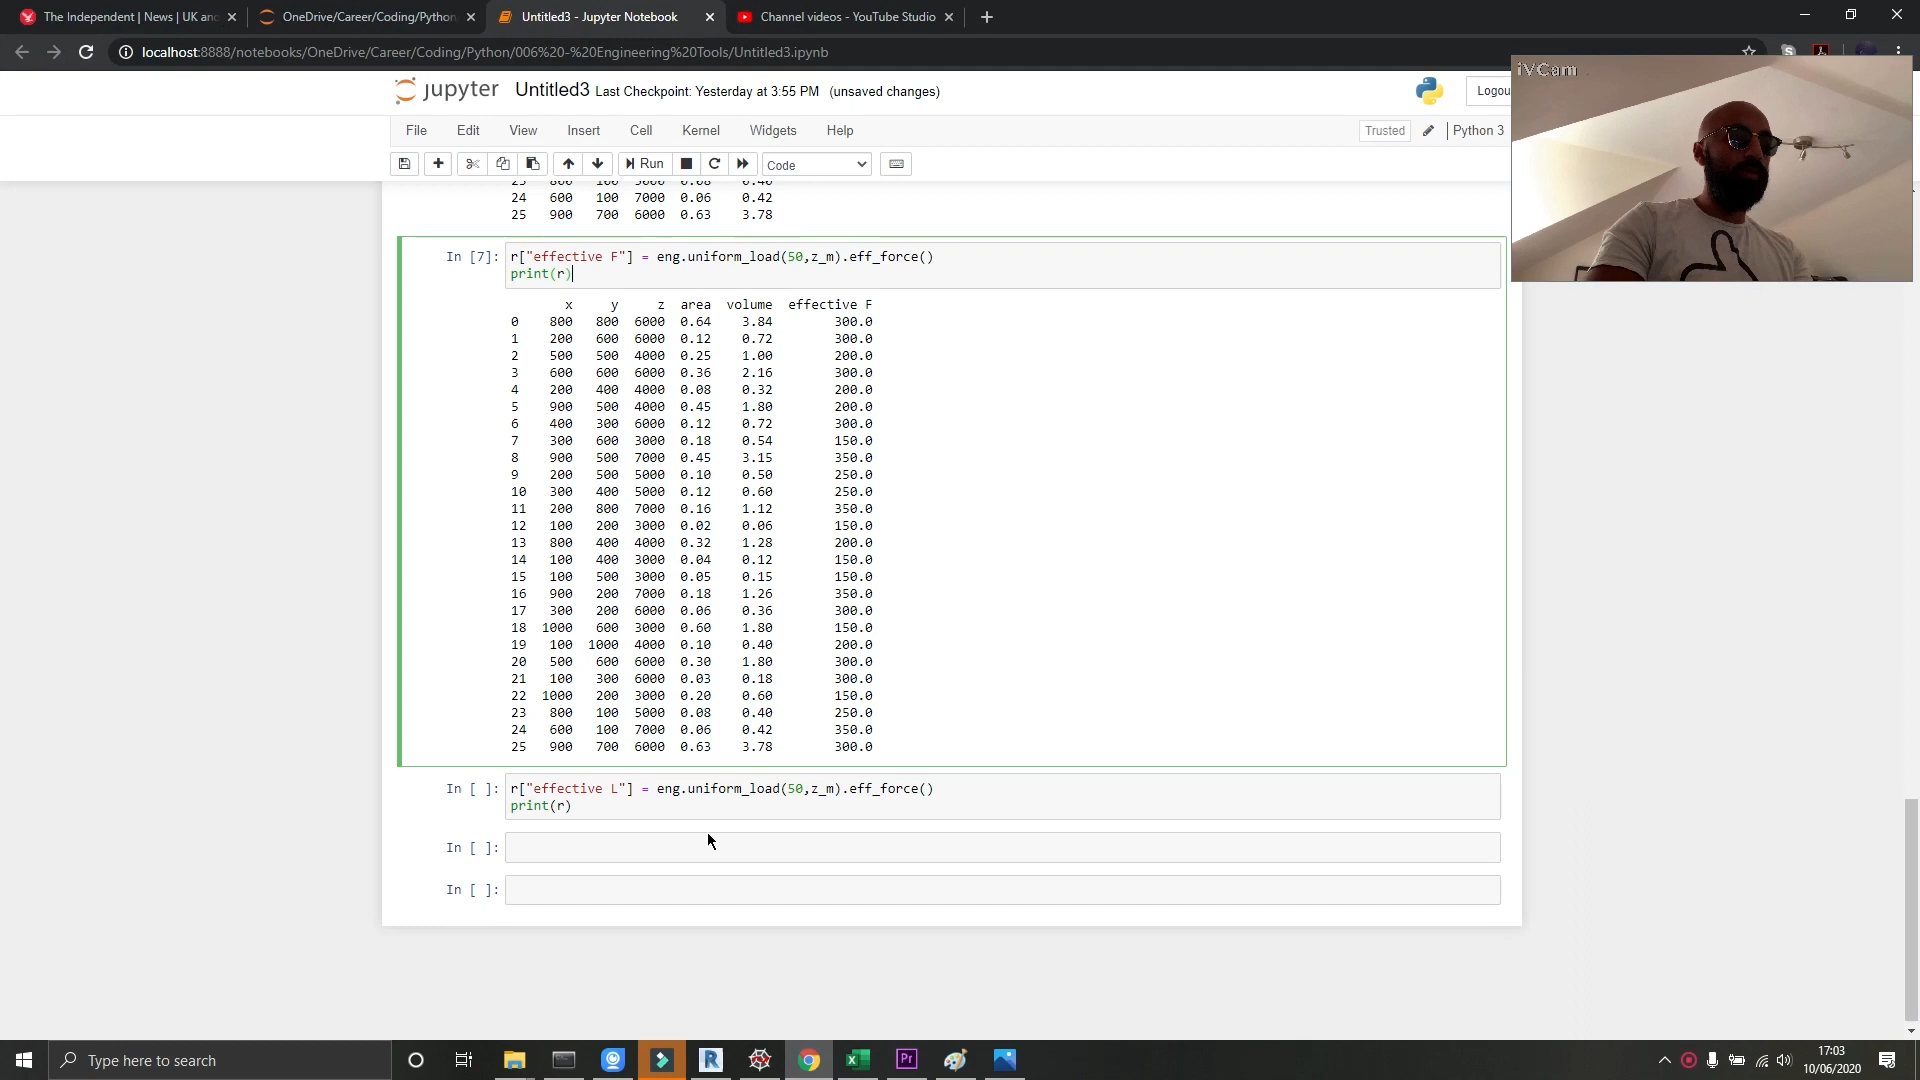 The Independent | News | UK and
OneDrive/Career/Coding/Python
Untitled3 - Jupyter Notebook
Channel videos - YouTube Studio
localhost:8888/notebooks/OneDrive/Career/Coding/Python/006%20-%20Engineering%20Tools/Untitled3.ipynb
iVCam
jupyter Untitled3 Last Checkpoint: Yesterday at 3:55 PM (unsaved changes)
Logou
File Edit View Insert Cell Kernel Widgets Help
Trusted Python 3
Run Code
23 800 100 5000 0.08 0.40
24 600 100 7000 0.06 0.42
25 900 700 6000 0.63 3.78
In [7]: r["effective F"] = eng.uniform_load(50,z_m).eff_force()
print(r)
x y z area volume effective F
0 800 800 6000 0.64 3.84 300.0
1 200 600 6000 0.12 0.72 300.0
2 500 500 4000 0.25 1.00 200.0
3 600 600 6000 0.36 2.16 300.0
4 200 400 4000 0.08 0.32 200.0
5 900 500 4000 0.45 1.80 200.0
6 400 300 6000 0.12 0.72 300.0
7 300 600 3000 0.18 0.54 150.0
8 900 500 7000 0.45 3.15 350.0
9 200 500 5000 0.10 0.50 250.0
10 300 400 5000 0.12 0.60 250.0
11 200 800 7000 0.16 1.12 350.0
12 100 200 3000 0.02 0.06 150.0
13 800 400 4000 0.32 1.28 200.0
14 100 400 3000 0.04 0.12 150.0
15 100 500 3000 0.05 0.15 150.0
16 900 200 7000 0.18 1.26 350.0
17 300 200 6000 0.06 0.36 300.0
18 1000 600 3000 0.60 1.80 150.0
19 100 1000 4000 0.10 0.40 200.0
20 500 600 6000 0.30 1.80 300.0
21 100 300 6000 0.03 0.18 300.0
22 1000 200 3000 0.20 0.60 150.0
23 800 100 5000 0.08 0.40 250.0
24 600 100 7000 0.06 0.42 350.0
25 900 700 6000 0.63 3.78 300.0
In [ ]: r["effective L"] = eng.uniform_load(50,z_m).eff_force()
print(r)
In [ ]:
In [ ]:
Type here to search
R
Pr
17:03
10/06/2020